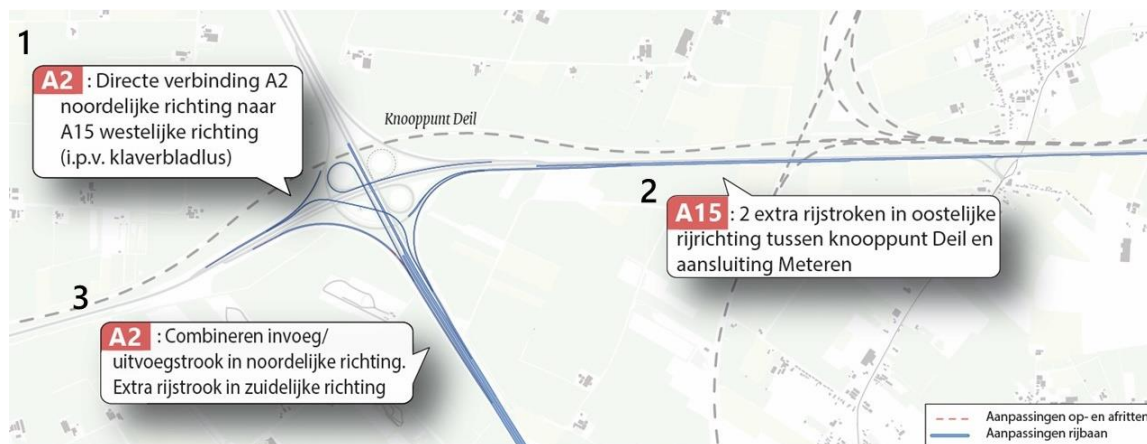 1
A2 : Directe verbinding A2
noordelijke richting naar
A15 westelijke richting
(i.p.v. klaverbladlus)
Knooppunt Deil
2
A15 : 2 extra rijstroken in oostelijke
rijrichting tussen knooppunt Deil en
aansluiting Meteren
3
A2 : Combineren invoeg/
uitvoegstrook in noordelijke richting.
Extra rijstrook in zuidelijke richting
Aanpassingen op- en afritten
Aanpassingen rijbaan